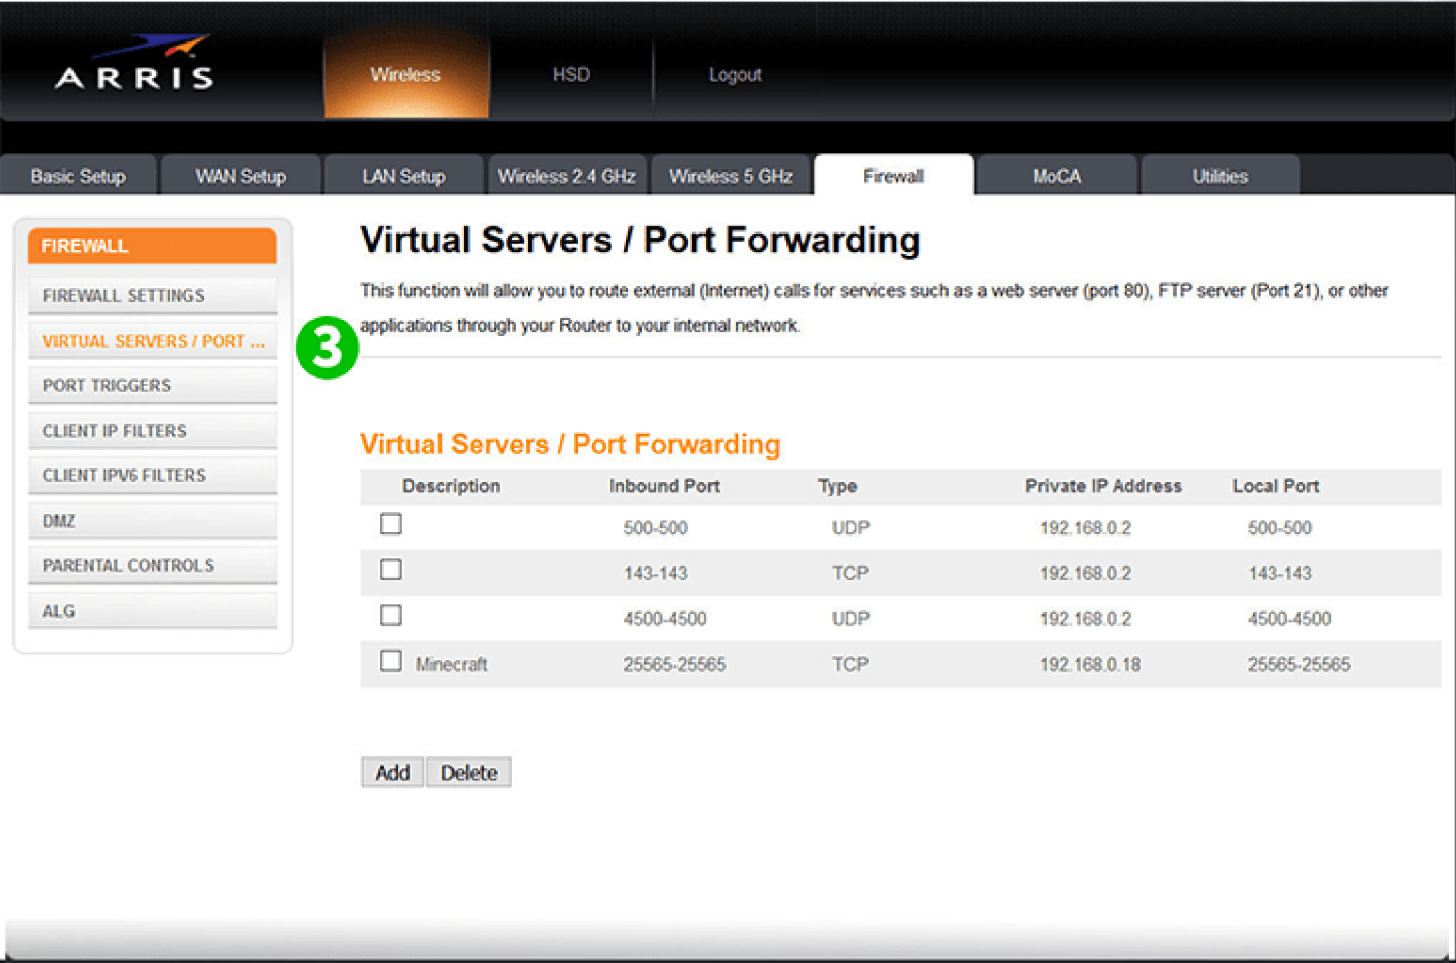 ARRIS
Wireless HSD Logout
Basic Setup WAN Setup LAN Setup Wireless 2.4 GHz Wireless 5 GHz Firewall MoCA Utilities
FIREWALL
FIREWALL SETTINGS
VIRTUAL SERVERS / PORT ...
PORT TRIGGERS
CLIENT IP FILTERS
CLIENT IPV6 FILTERS
DMZ
PARENTAL CONTROLS
ALG
3
Virtual Servers / Port Forwarding
This function will allow you to route external (Internet) calls for services such as a web server (port 80), FTP server (Port 21), or other
applications through your Router to your internal network.
Virtual Servers / Port Forwarding
Description Inbound Port Type Private IP Address Local Port
500-500 UDP 192.168.0.2 500-500
143-143 TCP 192.168.0.2 143-143
4500-4500 UDP 192.168.0.2 4500-4500
Minecraft 25565-25565 TCP 192.168.0.18 25565-25565
Add Delete